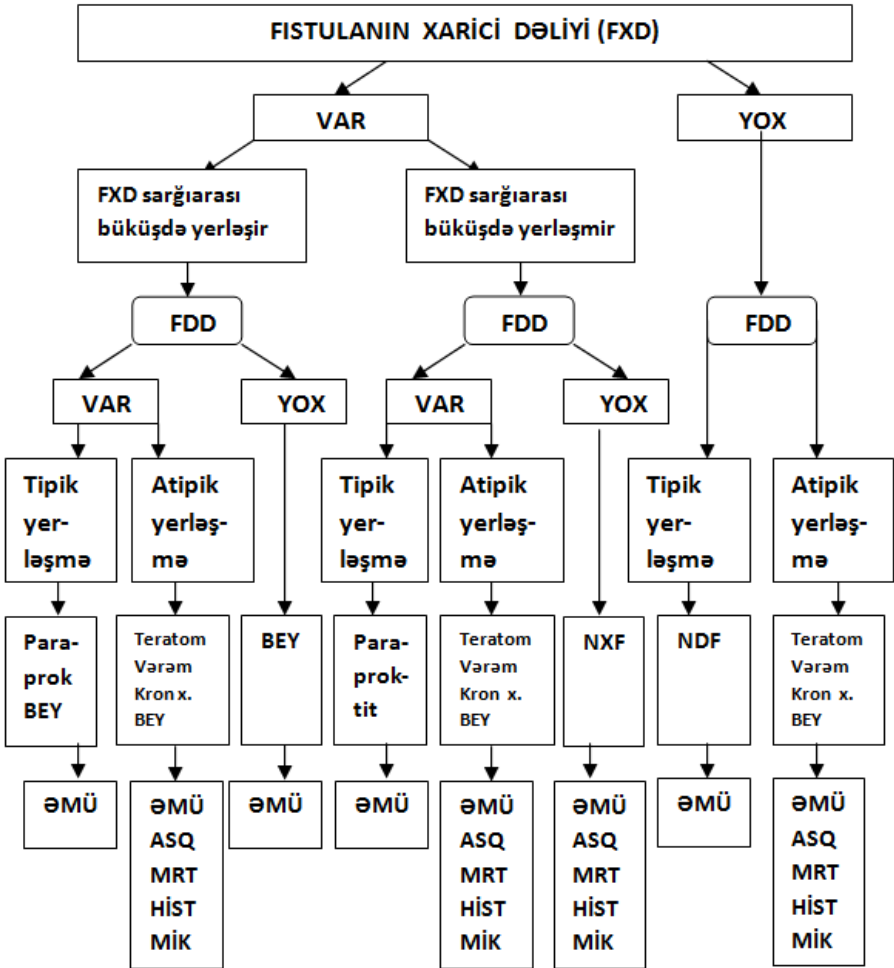 FISTULANIN XARİCİ DƏLİYİ (FXD)
VAR
YOX
FXD sarğıarası
büküşdə yerləşir
FXD sarğıarası
büküşdə yerləşmir
FDD
FDD
FDD
VAR
YOX
VAR
YOX
Tipik
yer-
ləşmə
Atipik
yerləş-
mə
Tipik
yer-
ləşmə
Atipik
yerləş-
mə
Tipik
yer-
ləşmə
Atipik
yerləş-
mə
Para-
prok
BEY
Teratom
Vərəm
Kron x.
BEY
BEY
Para-
prok-
tit
Teratom
Vərəm
Kron x.
BEY
NXF
NDF
Teratom
Vərəm
Kron x.
BEY
ƏMÜ
ƏMÜ
ASQ
MRT
HİST
MİK
ƏMÜ
ƏMÜ
ƏMÜ
ASQ
MRT
HİST
MİK
ƏMÜ
ASQ
MRT
HİST
MİK
ƏMÜ
ƏMÜ
ASQ
MRT
HİST
MİK